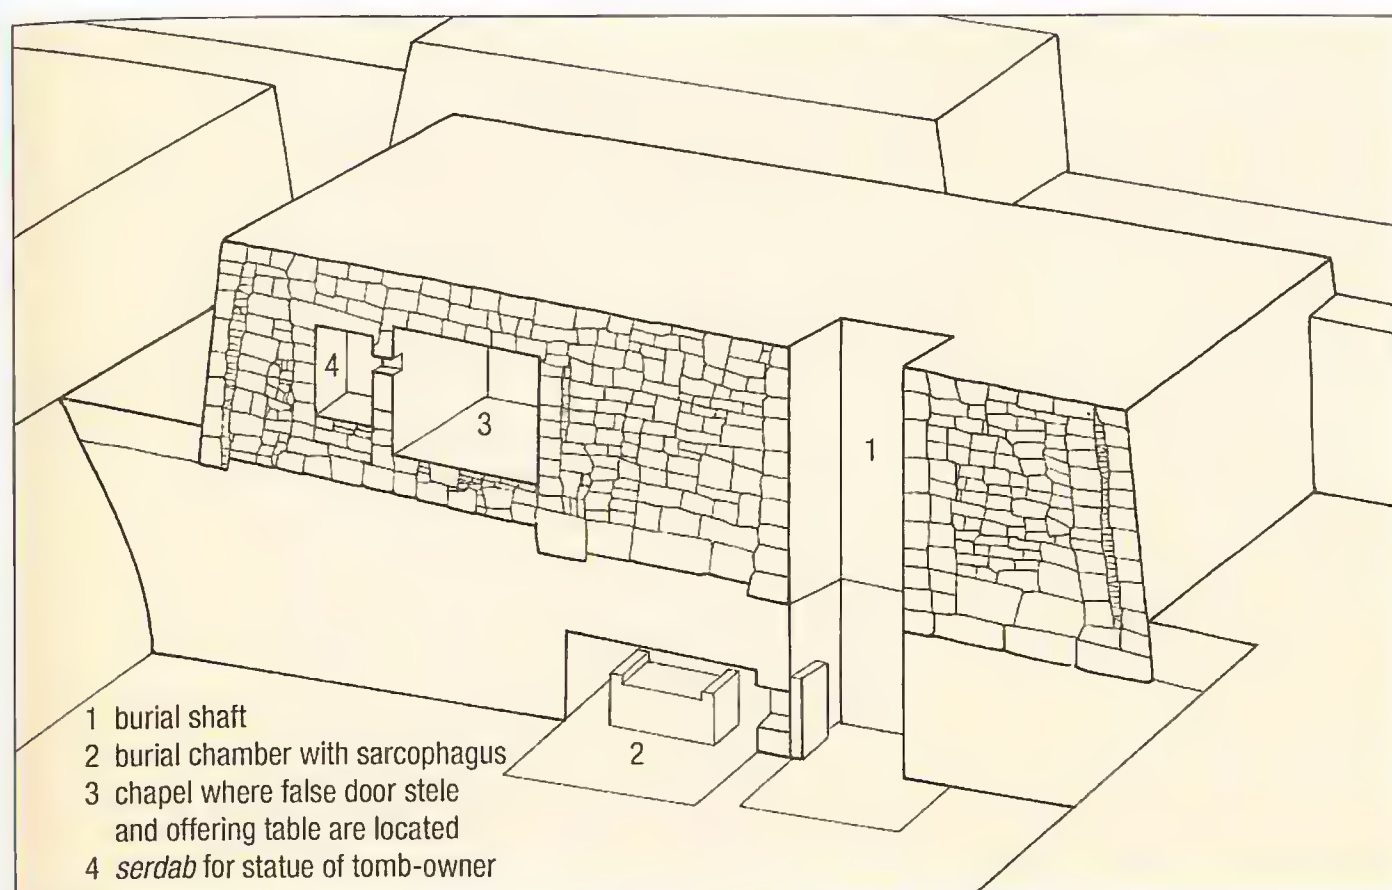 4
3
1
2
1 burial shaft
2 burial chamber with sarcophagus
3 chapel where false door stele
and offering table are located
4 serdab for statue of tomb-owner